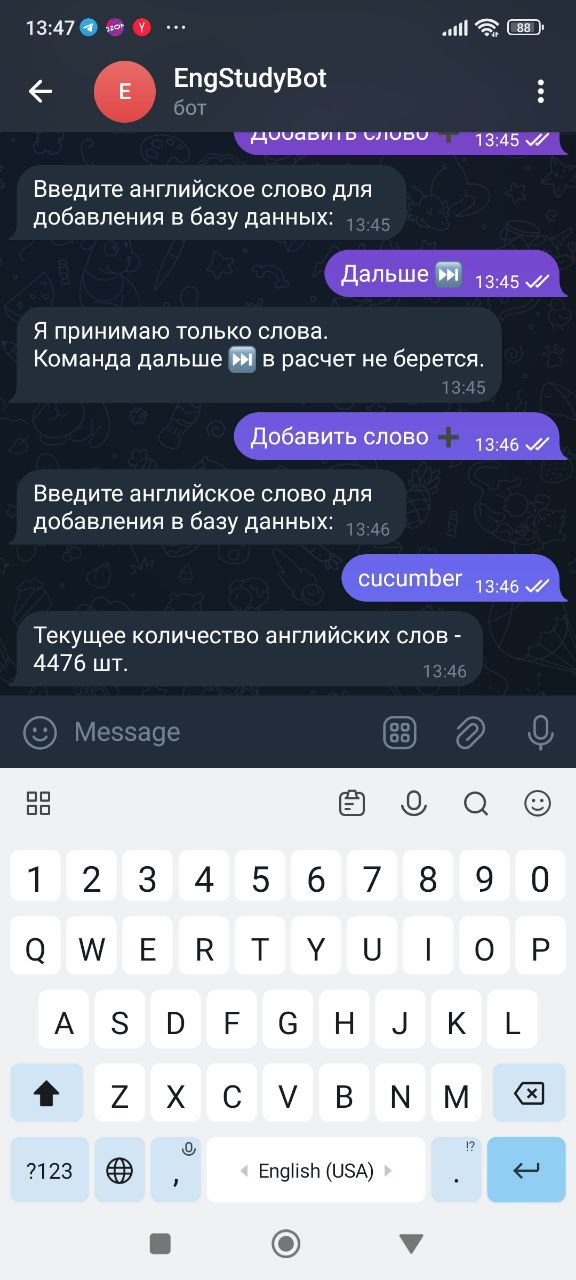 13:47 OZON Y ... 88
E EngStudyBot
бот
Добавить слово ➕ 13:45
Введите английское слово для
добавления в базу данных: 13:45
Дальше ⏭ 13:45
Я принимаю только слова.
Команда дальше ⏭ в расчет не берется.
13:45
Добавить слово ➕ 13:46
Введите английское слово для
добавления в базу данных: 13:46
cucumber 13:46
Текущее количество английских слов -
4476 шт. 13:46
Message
1 2 3 4 5 6 7 8 9 0
Q W E R T Y U I O P
A S D F G H J K L
Z X C V B N M
?123 , English (USA) . !?